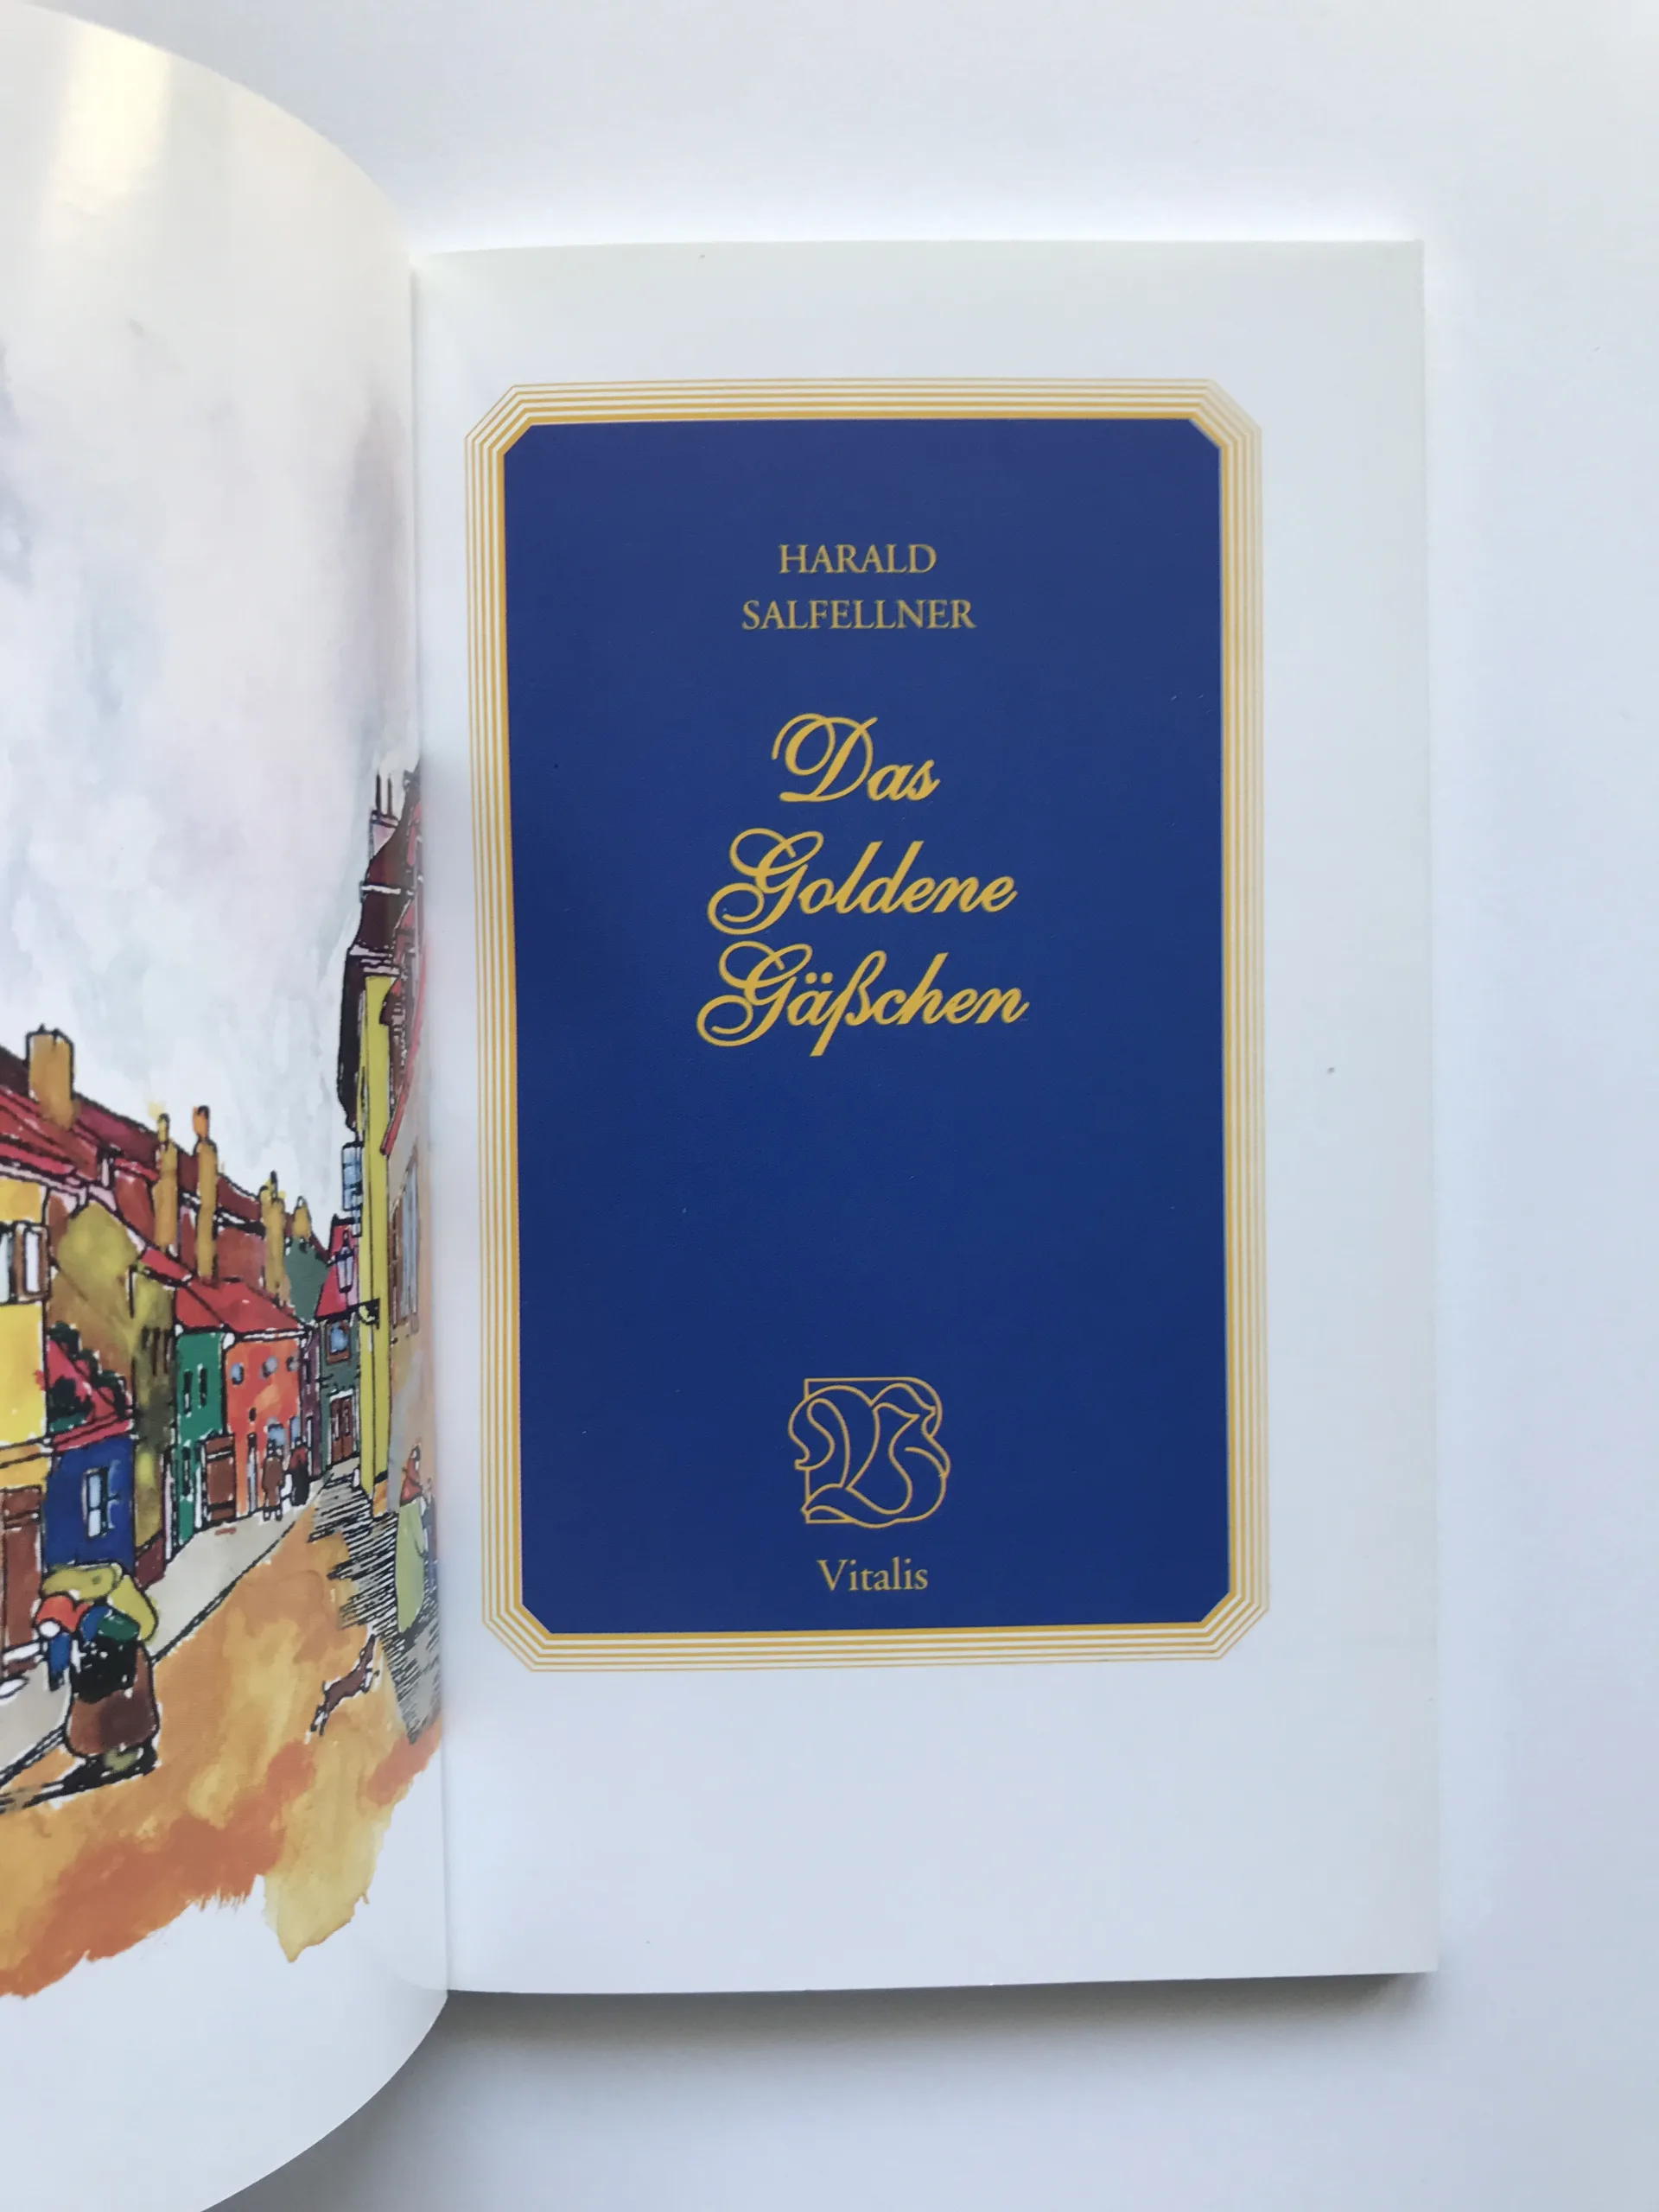 HARALD
SALFELLNER
Das
Goldene
Gäßchen
Vitalis